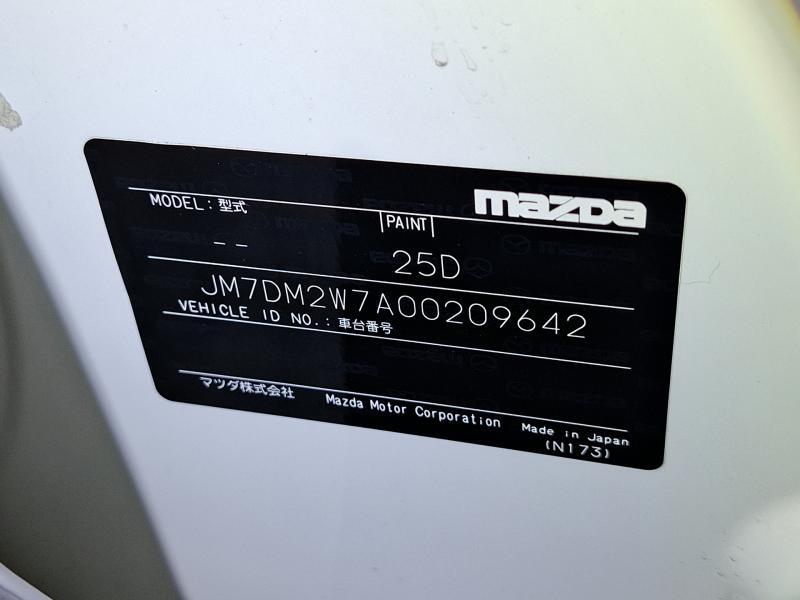 mazda
MODEL：型式
|PAINT|
-- 25D
JM7DM2W7A00209642
VEHICLE ID NO.：車台番号
マツダ株式会社 Mazda Motor Corporation Made in Japan
(N173)